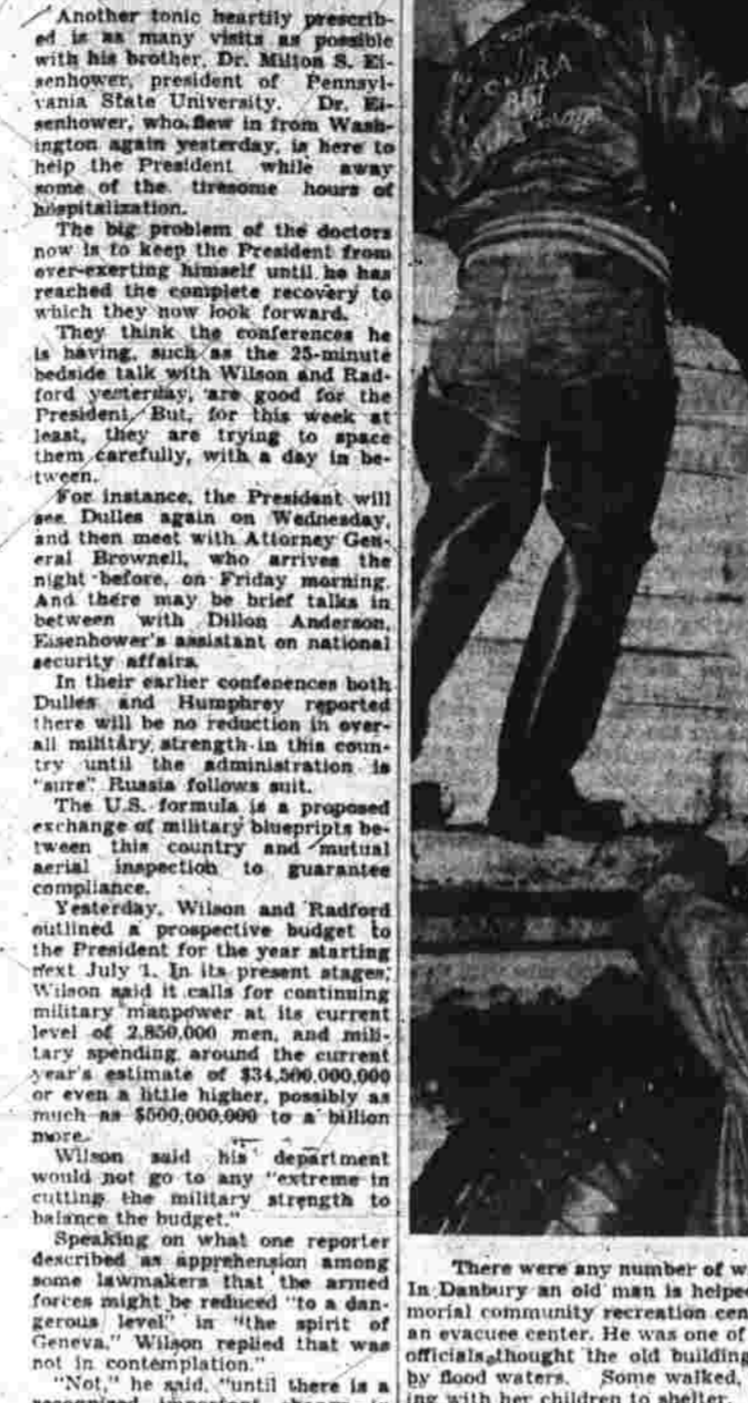 Another tonic heartily prescrib-
ed is as many visits as possible
with his brother, Dr. Milton S. Ei-
senhower, president of Pennsyl-
vania State University. Dr. Ei-
senhower, who flew in from Wash-
ington again yesterday, is here to
help the President while away
some of the tiresome hours of
hospitalization.
The big problem of the doctors
now is to keep the President from
over-exerting himself until he has
reached the complete recovery to
which they now look forward.
They think the conferences he
is having, such as the 25-minute
bedside talk with Wilson and Rad-
ford yesterday, are good for the
President. But, for this week at
least, they are trying to space
them carefully, with a day in be-
tween.
For instance, the President will
see Dulles again on Wednesday,
and then meet with Attorney Gen-
eral Brownell, who arrives the
night before, on Friday morning.
And there may be brief talks in
between with Dillon Anderson,
Eisenhower's assistant on national
security affairs.
In their earlier confenences both
Dulles and Humphrey reported
there will be no reduction in over-
all military strength in this coun-
try until the administration is
"sure" Russia follows suit.
The U.S. formula is a proposed
exchange of military blueprints be-
tween this country and mutual
aerial inspection to guarantee
compliance.
Yesterday, Wilson and Radford
outlined a prospective budget to
the President for the year starting
next July 1. In its present stages,
Wilson said it calls for continuing
military manpower at its current
level of 2,850,000 men, and mili-
tary spending around the current
year's estimate of $34,500,000,000
or even a little higher, possibly as
much as $500,000,000 to a billion
more.
Wilson said his department
would not go to any "extreme in
cutting the military strength to
balance the budget."
Speaking on what one reporter
described as apprehension among
some lawmakers that the armed
forces might be reduced "to a dan-
gerous level" in "the spirit of
Geneva," Wilson replied that was
not in contemplation."
"Not," he said, "until there is a
There were any number of w
In Danbury an old man is helpe
morial community recreation cen
an evacuee center. He was one of
officials thought the old building
by flood waters. Some walked,
ing with her children to shelter.